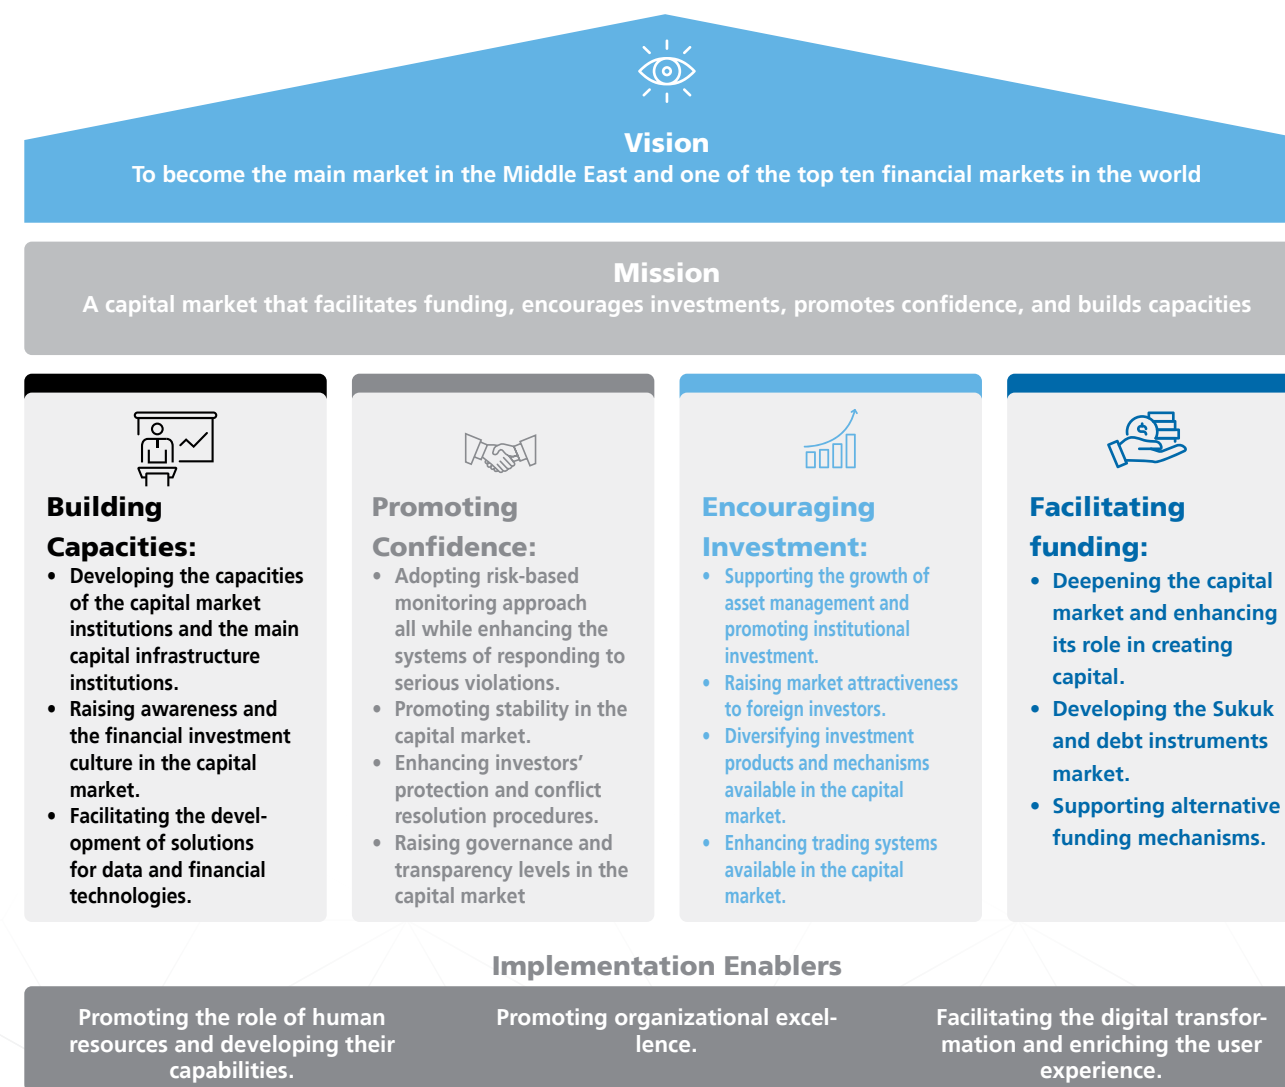 Vision
To become the main market in the Middle East and one of the top ten financial markets in the world
Mission
A capital market that facilitates funding, encourages investments, promotes confidence, and builds capacities
Building
Capacities:
• Developing the capacities
of the capital market
institutions and the main
capital infrastructure
institutions.
• Raising awareness and
the financial investment
culture in the capital
market.
• Facilitating the devel-
opment of solutions
for data and financial
technologies.
Promoting
Confidence:
• Adopting risk-based
monitoring approach
all while enhancing the
systems of responding to
serious violations.
• Promoting stability in the
capital market.
• Enhancing investors’
protection and conflict
resolution procedures.
• Raising governance and
transparency levels in the
capital market
Encouraging
Investment:
• Supporting the growth of
asset management and
promoting institutional
investment.
• Raising market attractiveness
to foreign investors.
• Diversifying investment
products and mechanisms
available in the capital
market.
• Enhancing trading systems
available in the capital
market.
Facilitating
funding:
• Deepening the capital
market and enhancing
its role in creating
capital.
• Developing the Sukuk
and debt instruments
market.
• Supporting alternative
funding mechanisms.
Implementation Enablers
Promoting the role of human
resources and developing their
capabilities.
Promoting organizational excel-
lence.
Facilitating the digital transfor-
mation and enriching the user
experience.